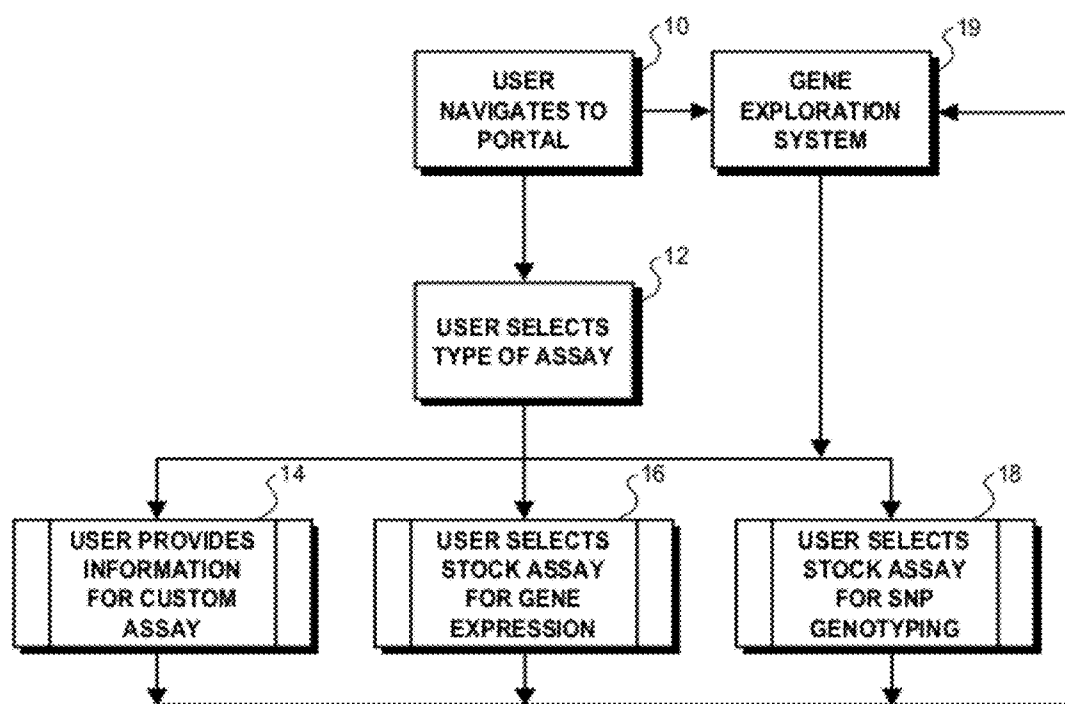 10
USER
NAVIGATES TO
PORTAL
19
GENE
EXPLORATION
SYSTEM
12
USER SELECTS
TYPE OF ASSAY
14
USER PROVIDES
INFORMATION
FOR CUSTOM
ASSAY
16
USER SELECTS
STOCK ASSAY
FOR GENE
EXPRESSION
18
USER SELECTS
STOCK ASSAY
FOR SNP
GENOTYPING